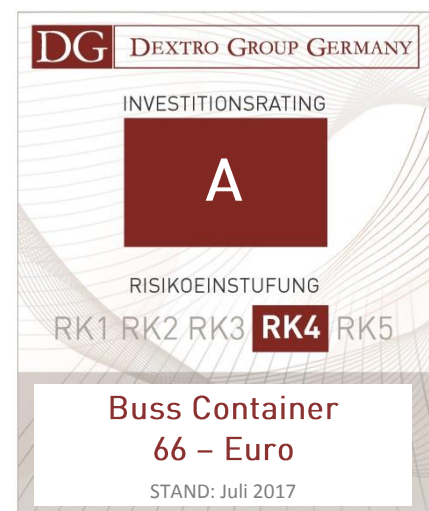 DG DEXTRO GROUP GERMANY
INVESTITIONSRATING
A
RISIKOEINSTUFUNG
RK1 RK2 RK3 RK4 RK5
Buss Container
66 – Euro
STAND: Juli 2017